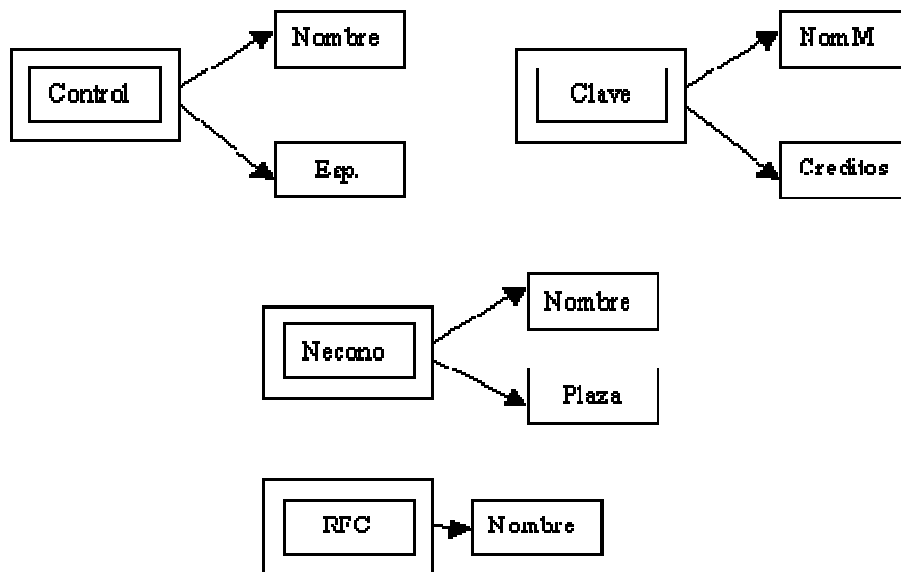 Nombre
Control
Esp.
NomM
Clave
Creditos
Nombre
Necono
Plaza
RFC
Nombre